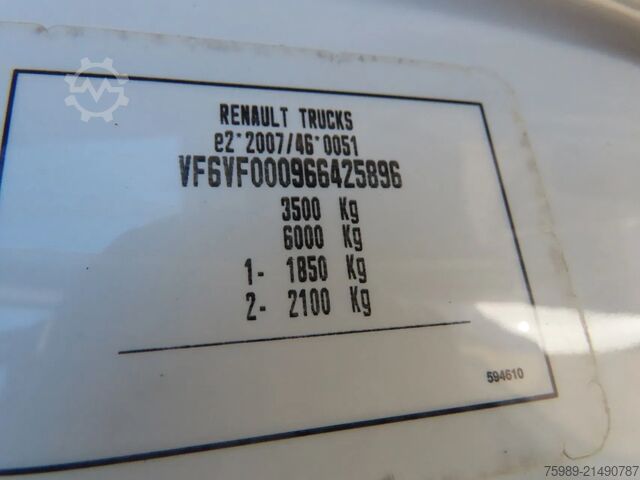 RENAULT TRUCKS
e2*2007/46*0051
VF6VF000966425896
3500 Kg
6000 Kg
1- 1850 Kg
2- 2100 Kg
594610
75989-21490787